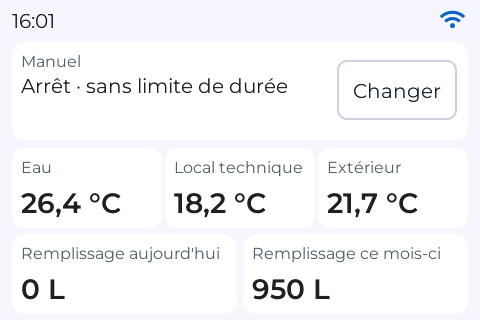 16:01
Manuel
Arrêt · sans limite de durée
Changer
Eau
Local technique
Extérieur
26,4 °C
18,2 °C
21,7 °C
Remplissage aujourd'hui
Remplissage ce mois-ci
0 L
950 L